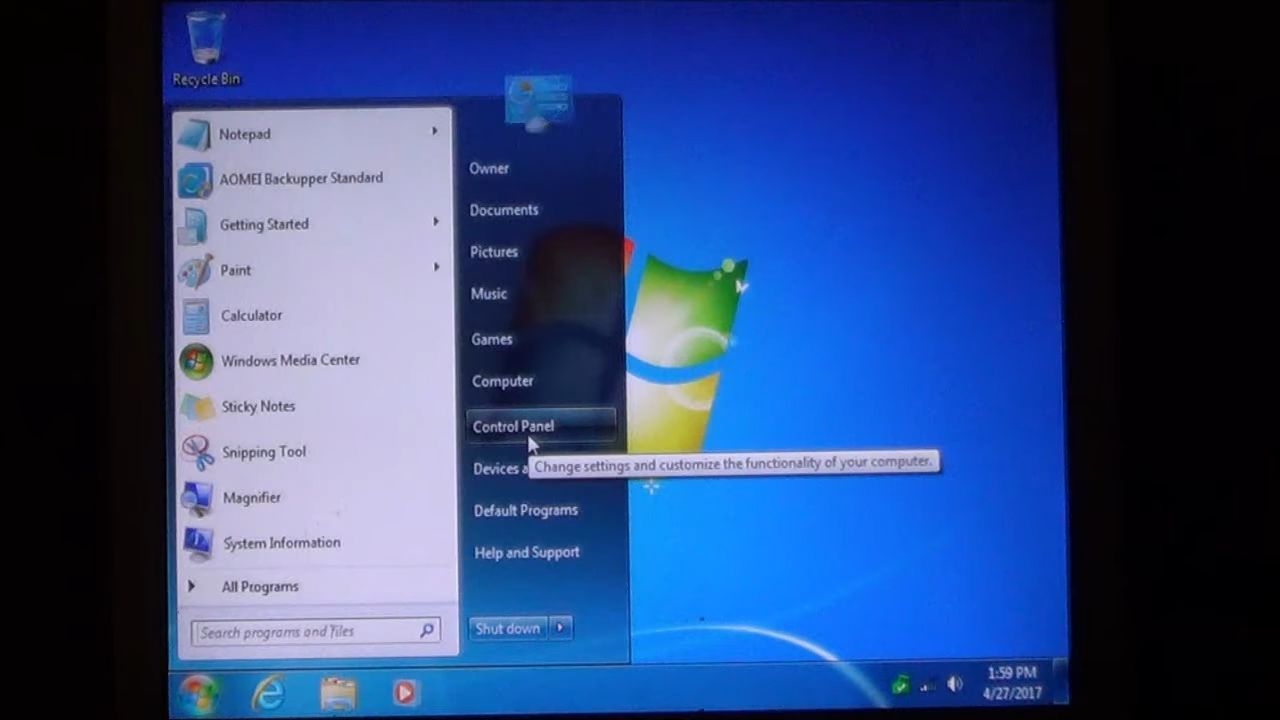 Recycle Bin
Notepad
AOMEI Backupper Standard
Getting Started
Paint
Calculator
Windows Media Center
Sticky Notes
Snipping Tool
Magnifier
System Information
All Programs
Search programs and files
Owner
Documents
Pictures
Music
Games
Computer
Control Panel
Change settings and customize the functionality of your computer.
Devices a
Default Programs
Help and Support
Shut down
1:59 PM
4/27/2017